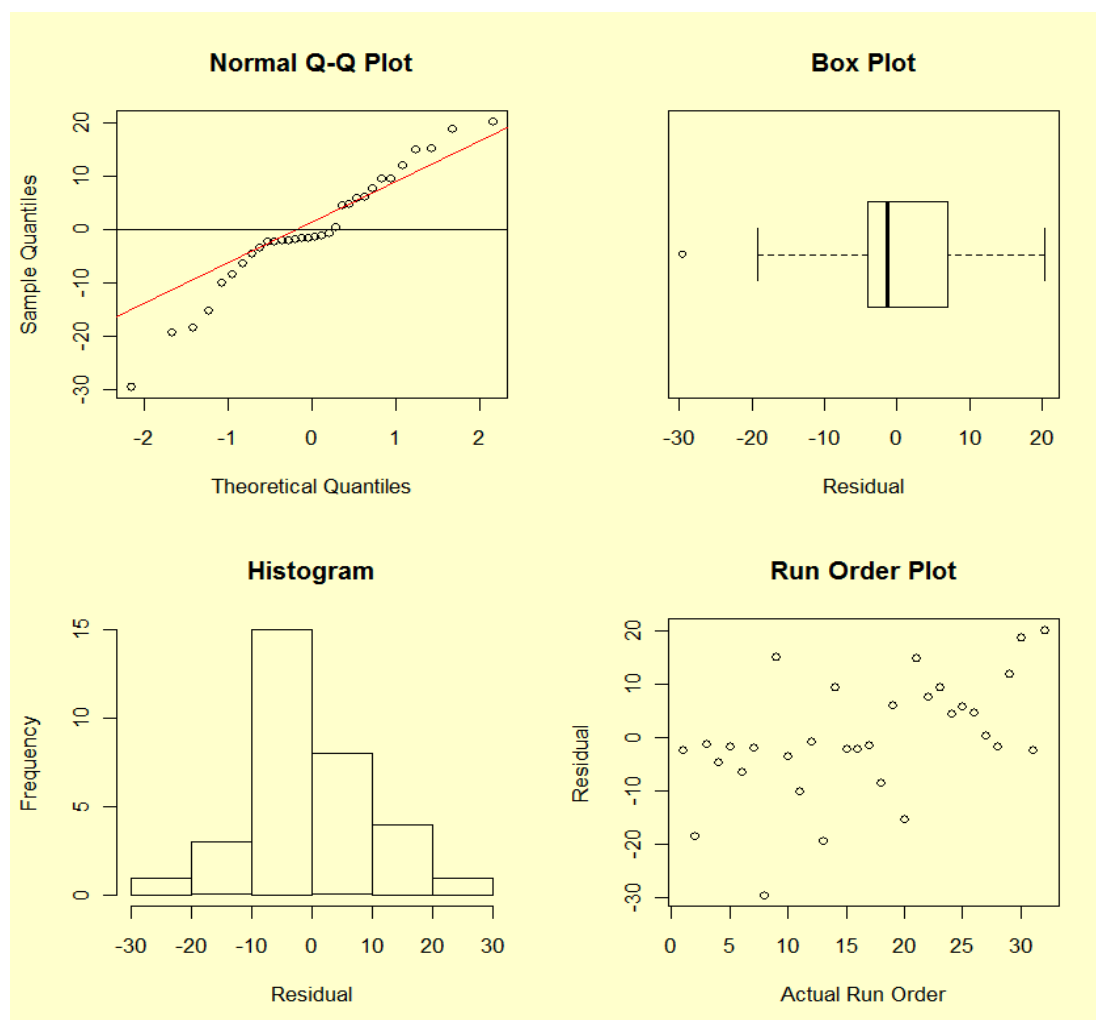 Normal Q-Q Plot
Sample Quantiles
20
10
0
-10
-20
-30
-2 -1 0 1 2
Theoretical Quantiles
Box Plot
-30 -20 -10 0 10 20
Residual
Histogram
Frequency
15
10
5
0
-30 -20 -10 0 10 20 30
Residual
Run Order Plot
Residual
20
10
0
-10
-20
-30
0 5 10 15 20 25 30
Actual Run Order